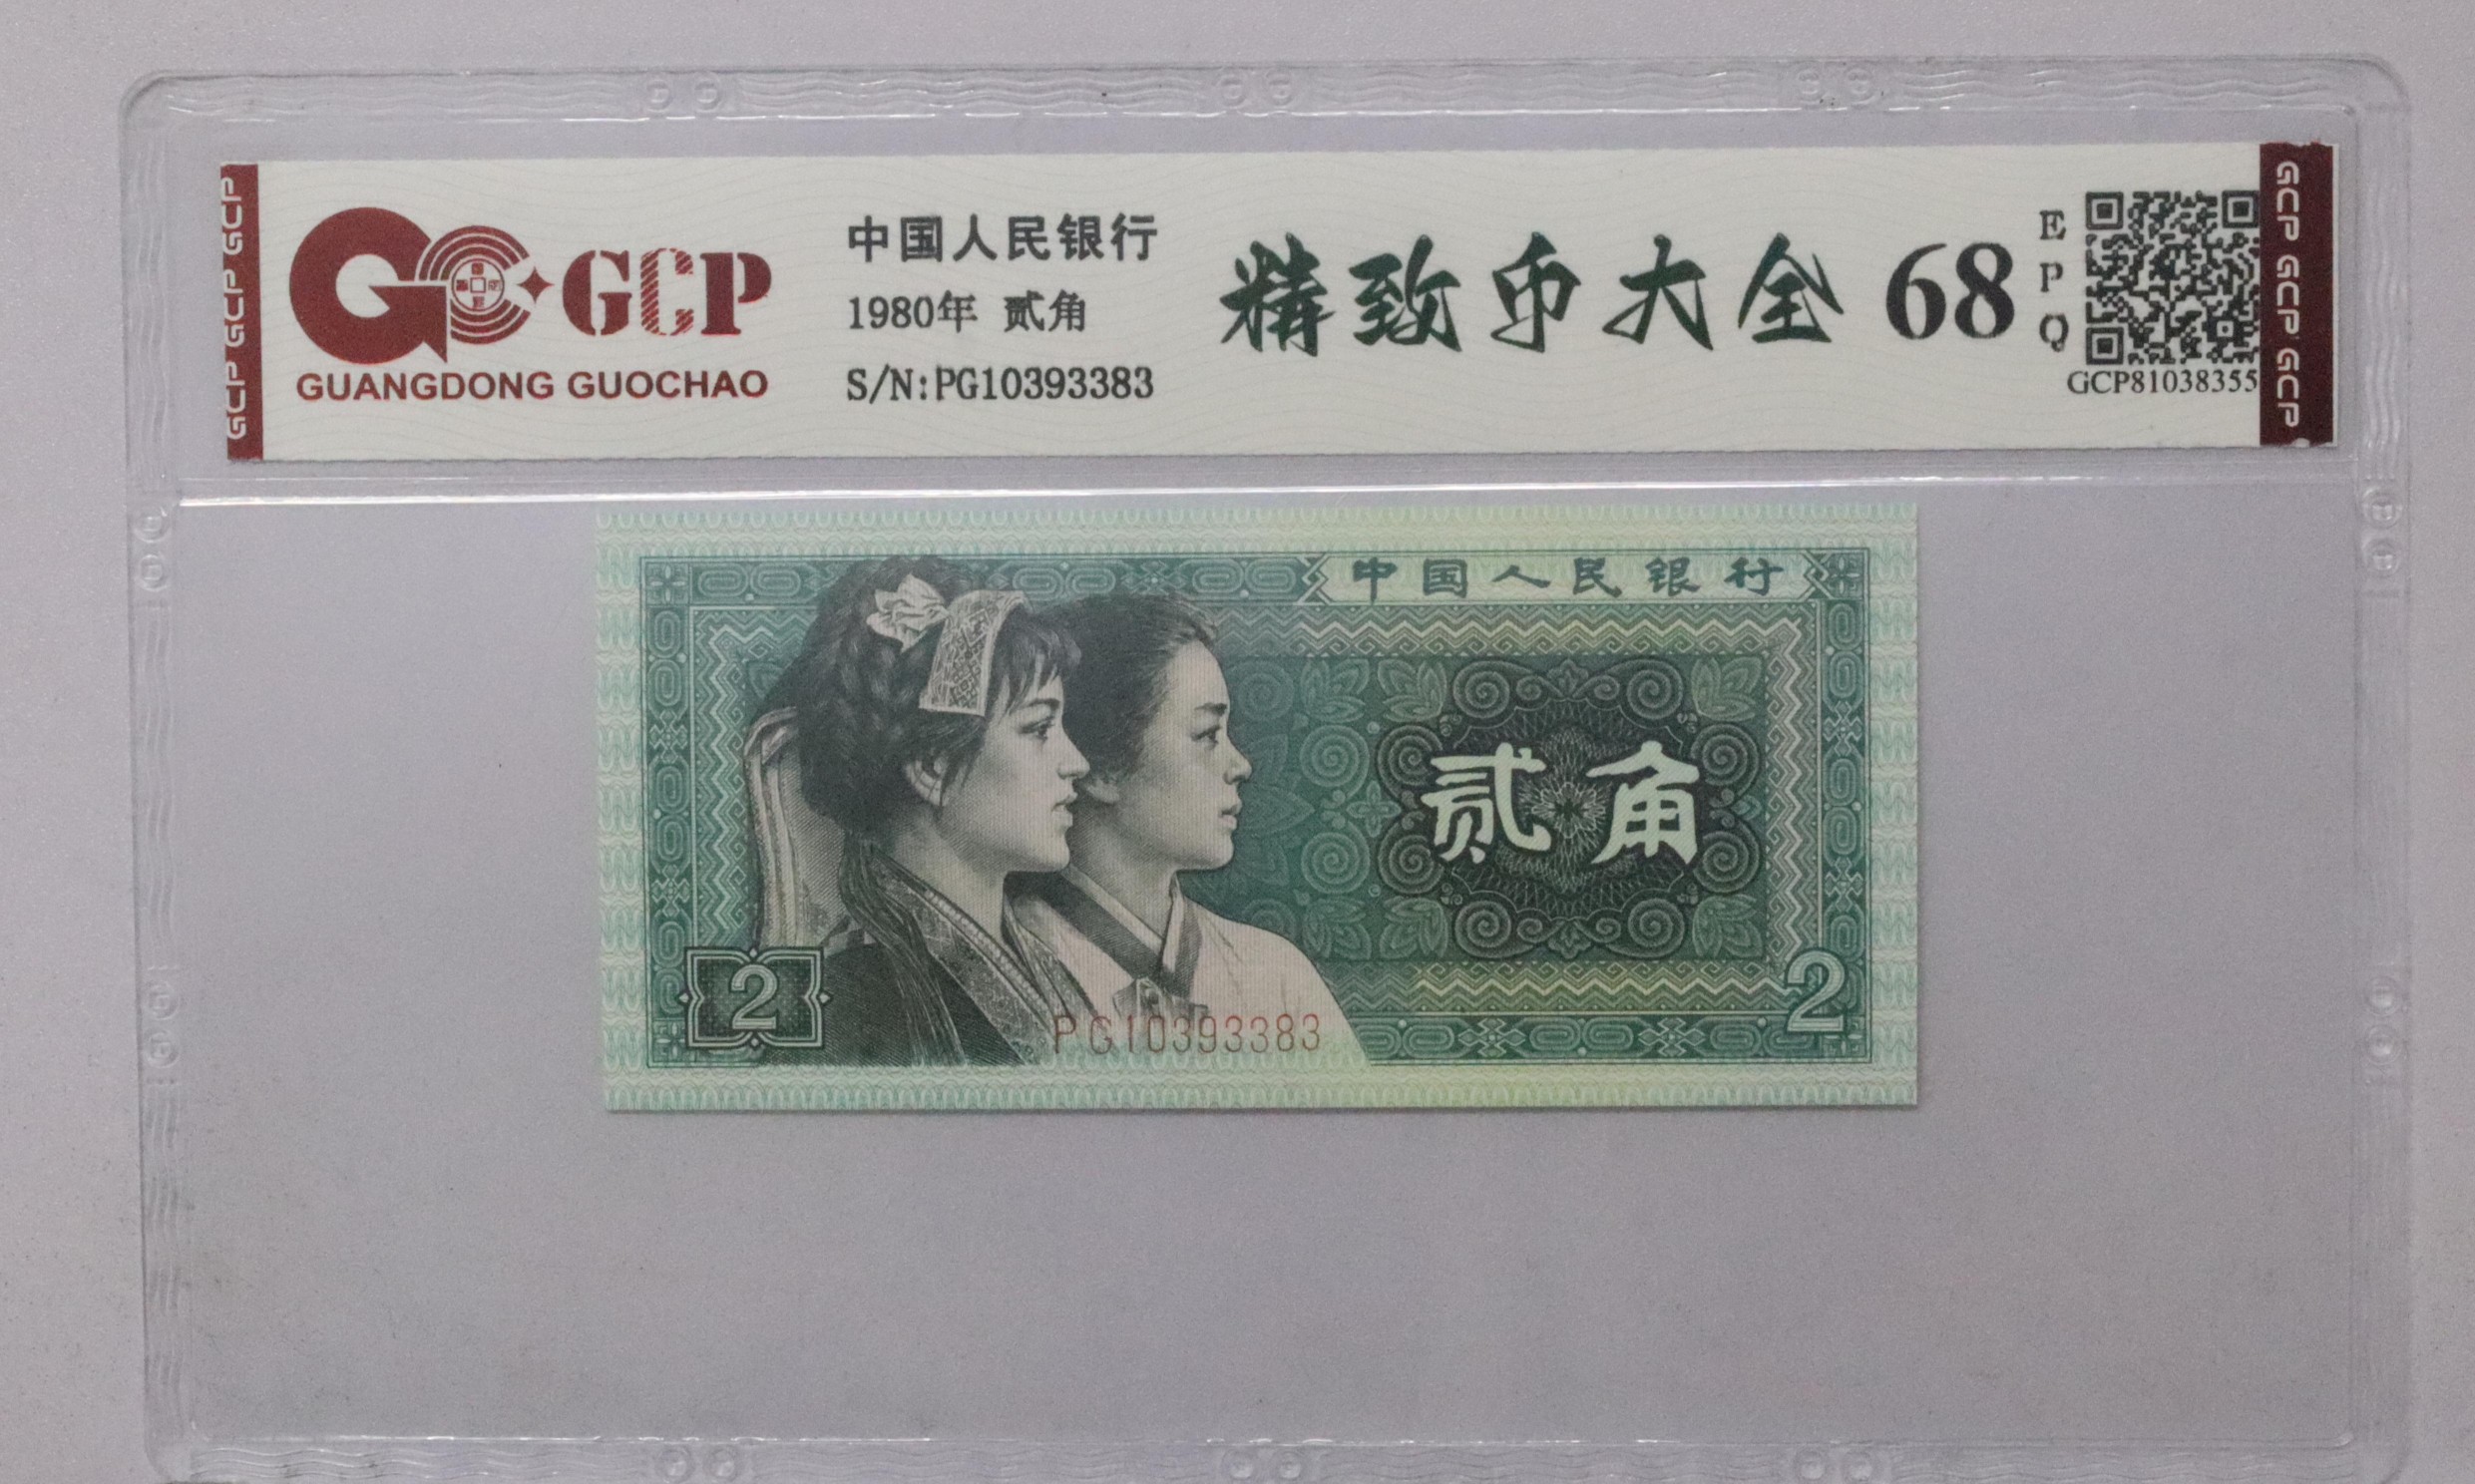 GCP GCP GCP
GCP
GUANGDONG GUOCHAO
中国人民银行
1980年 贰角
S/N:PG10393383
精致币大全
68
EPQ
GCP81038355
GCP GCP GCP
中国人民银行
贰角
2
2
PG10393383